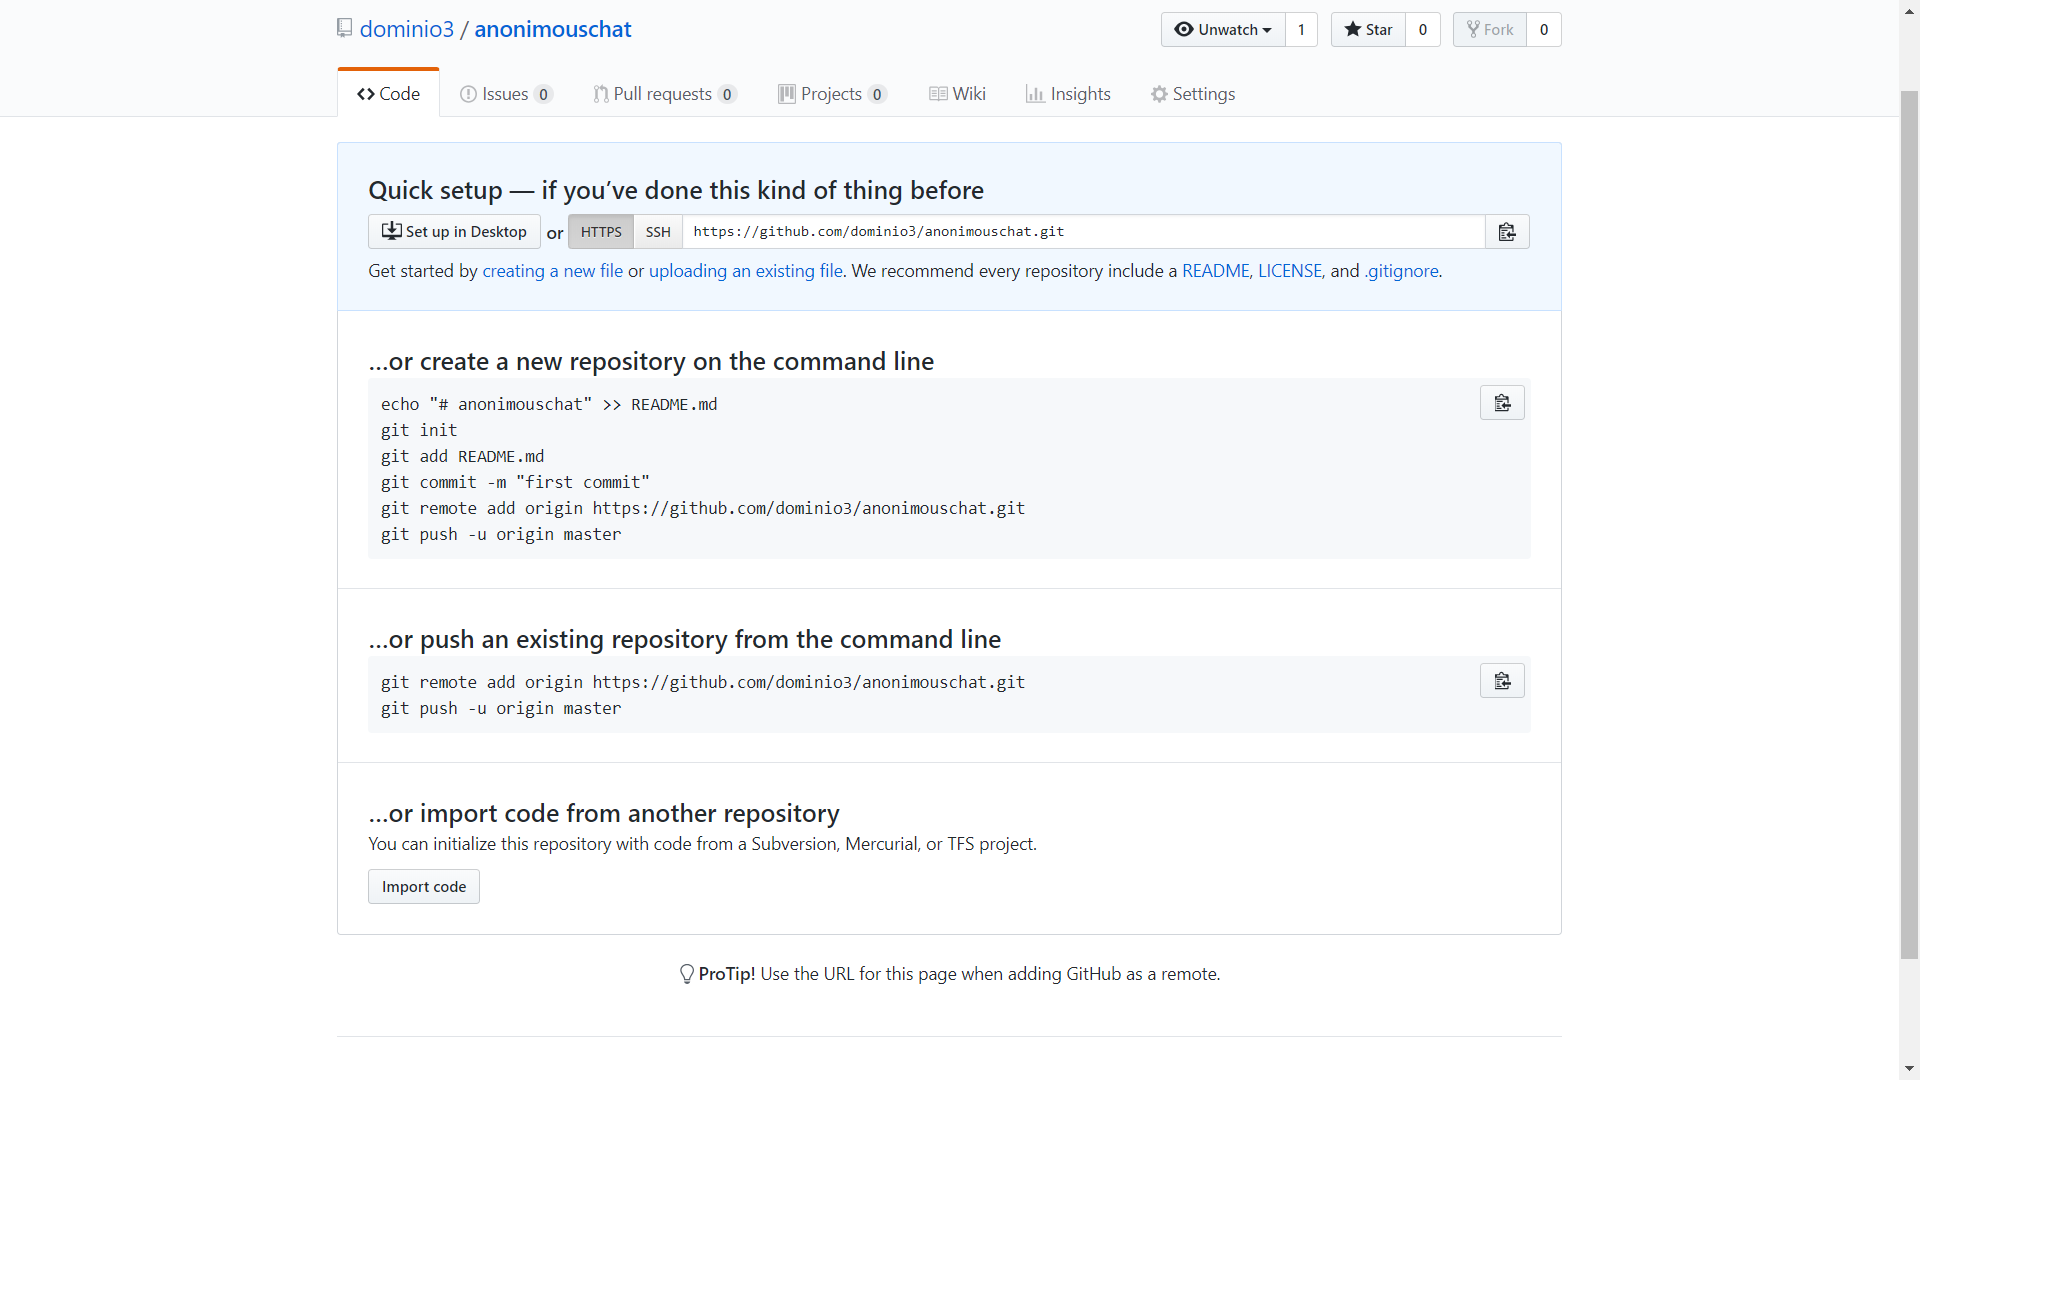 dominio3 / anonimouschat
Unwatch 1 Star 0 Fork 0
Code Issues 0 Pull requests 0 Projects 0 Wiki Insights Settings
Quick setup — if you’ve done this kind of thing before
Set up in Desktop or HTTPS SSH https://github.com/dominio3/anonimouschat.git
Get started by creating a new file or uploading an existing file. We recommend every repository include a README, LICENSE, and .gitignore.
…or create a new repository on the command line
echo "# anonimouschat" >> README.md
git init
git add README.md
git commit -m "first commit"
git remote add origin https://github.com/dominio3/anonimouschat.git
git push -u origin master
…or push an existing repository from the command line
git remote add origin https://github.com/dominio3/anonimouschat.git
git push -u origin master
…or import code from another repository
You can initialize this repository with code from a Subversion, Mercurial, or TFS project.
Import code
ProTip! Use the URL for this page when adding GitHub as a remote.